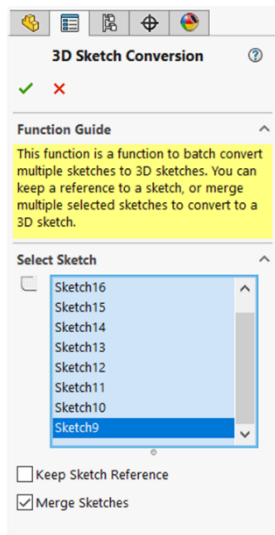 3D Sketch Conversion
Function Guide
This function is a function to batch convert
multiple sketches to 3D sketches. You can
keep a reference to a sketch, or merge
multiple selected sketches to convert to a
3D sketch.
Select Sketch
Sketch16
Sketch15
Sketch14
Sketch13
Sketch12
Sketch11
Sketch10
Sketch9
Keep Sketch Reference
Merge Sketches